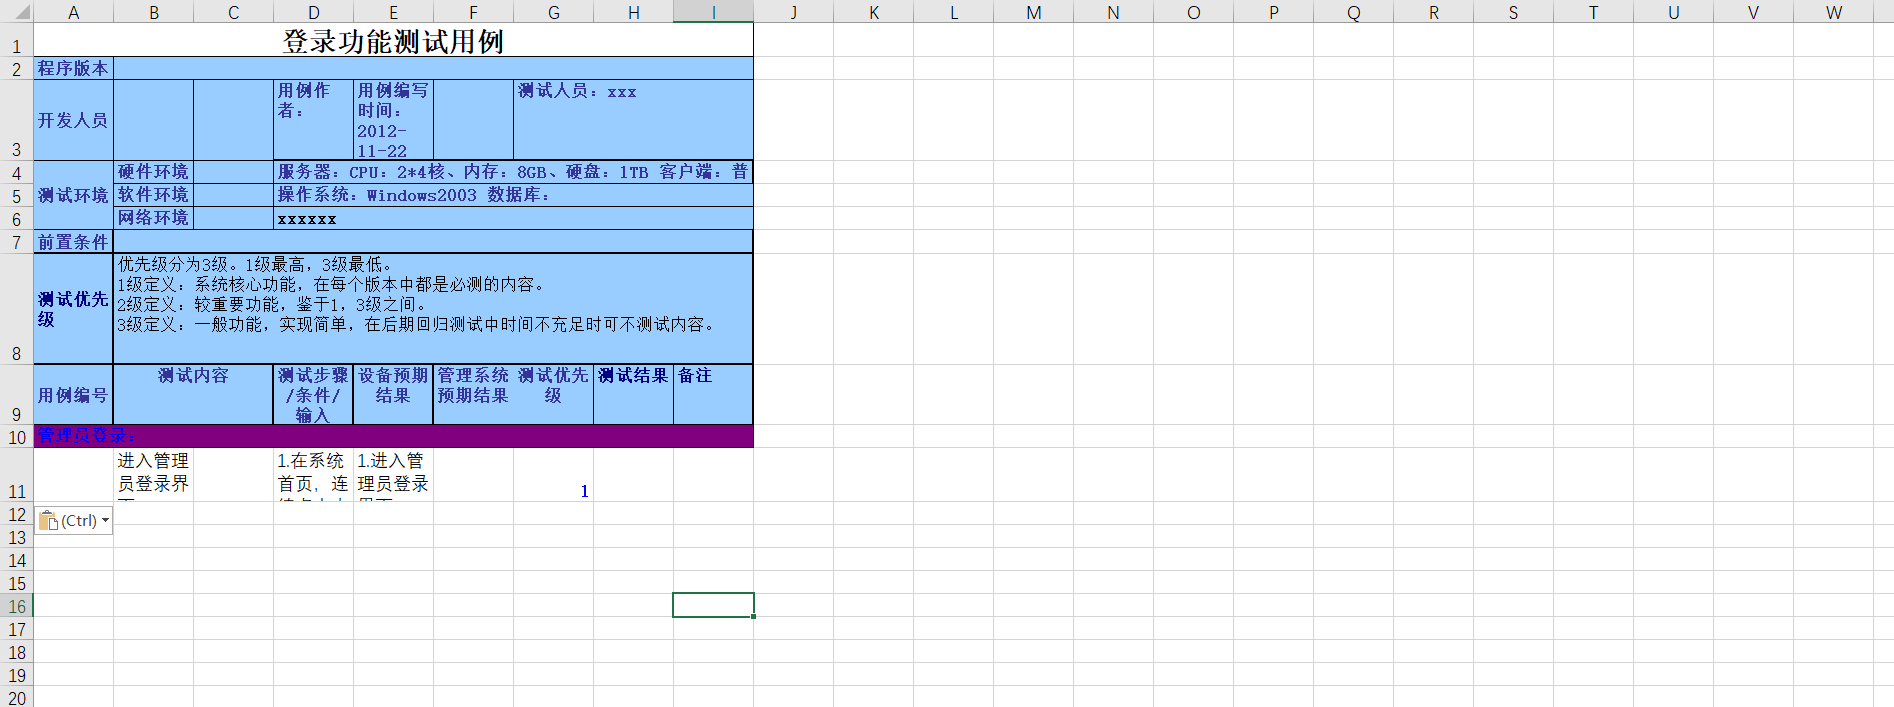 A B C D E F G H I J K L M N O P Q R S T U V W
1 登录功能测试用例
2 程序版本
3 开发人员 用例作者： 用例编写时间：2012-11-22 测试人员：xxx
4 硬件环境 服务器：CPU：2*4核、内存：8GB、硬盘：1TB 客户端：普
5 测试环境 软件环境 操作系统：Windows2003 数据库：
6 网络环境 xxxxxx
7 前置条件
8 测试优先级
优先级分为3级。1级最高，3级最低。
1级定义：系统核心功能，在每个版本中都是必测的内容。
2级定义：较重要功能，鉴于1，3级之间。
3级定义：一般功能，实现简单，在后期回归测试中时间不充足时可不测试内容。
9 用例编号 测试内容 测试步骤/条件/输入 设备预期结果 管理系统预期结果 测试优先级 测试结果 备注
10 管理员登录：
11 进入管理员登录界 1.在系统首页，连 1.进入管理员登录 1
12 (Ctrl)
13
14
15
16
17
18
19
20